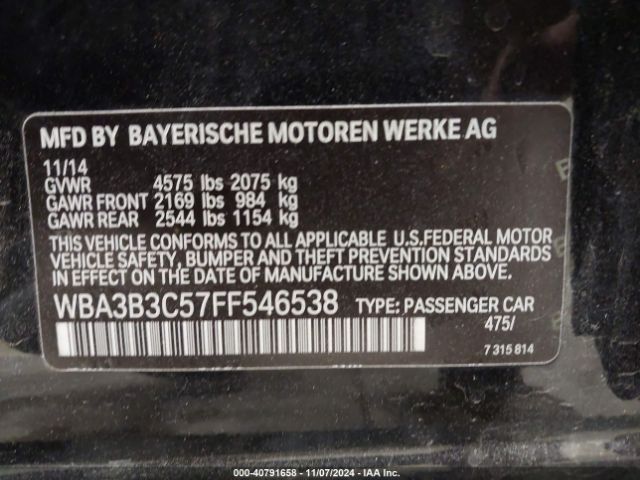 MFD BY BAYERISCHE MOTOREN WERKE AG
11/14
GVWR 4575 lbs 2075 kg
GAWR FRONT 2169 lbs 984 kg
GAWR REAR 2544 lbs 1154 kg
THIS VEHICLE CONFORMS TO ALL APPLICABLE U.S.FEDERAL MOTOR
VEHICLE SAFETY, BUMPER AND THEFT PREVENTION STANDARDS
IN EFFECT ON THE DATE OF MANUFACTURE SHOWN ABOVE.
WBA3B3C57FF546538 TYPE: PASSENGER CAR
475/
7 315 814
000-40791658 - 11/07/2024 - IAA Inc.